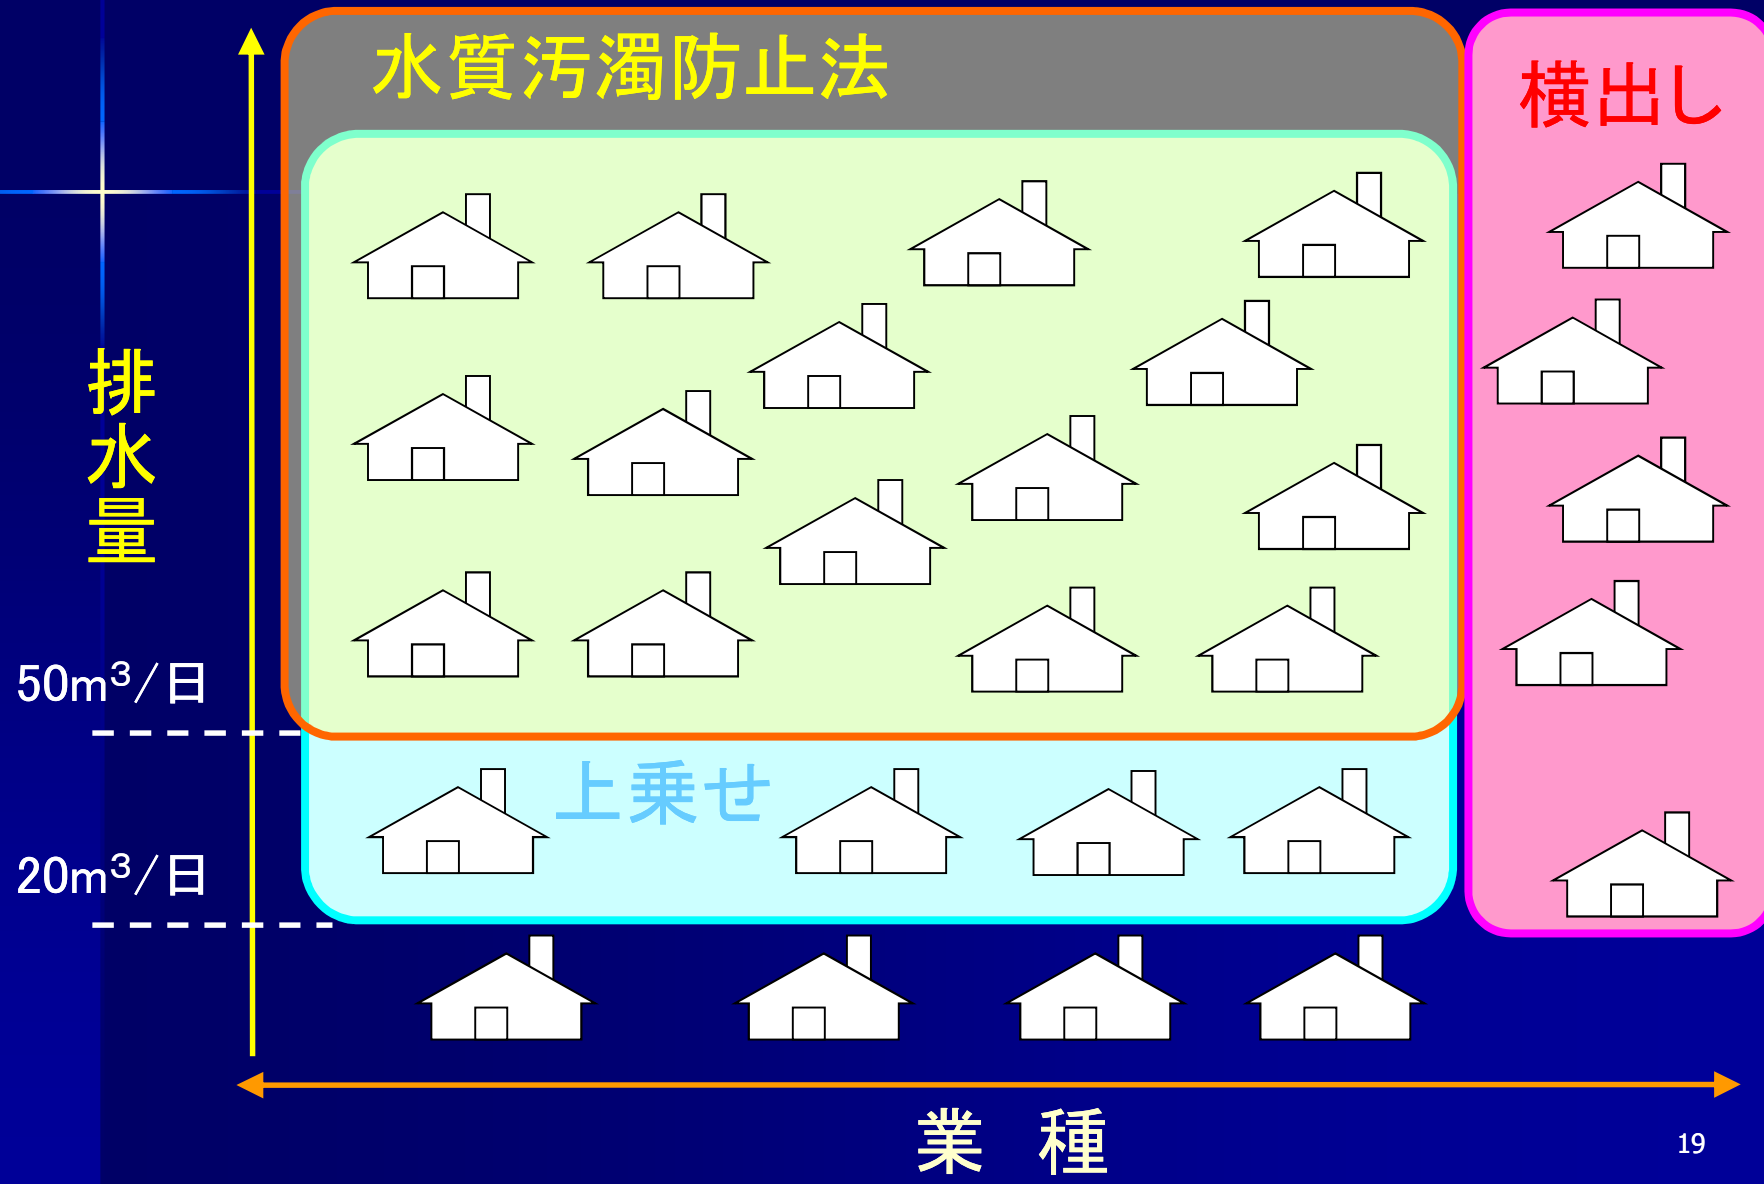 水質汚濁防止法
横出し
排水量
50m³/日
上乗せ
20m³/日
業 種
19